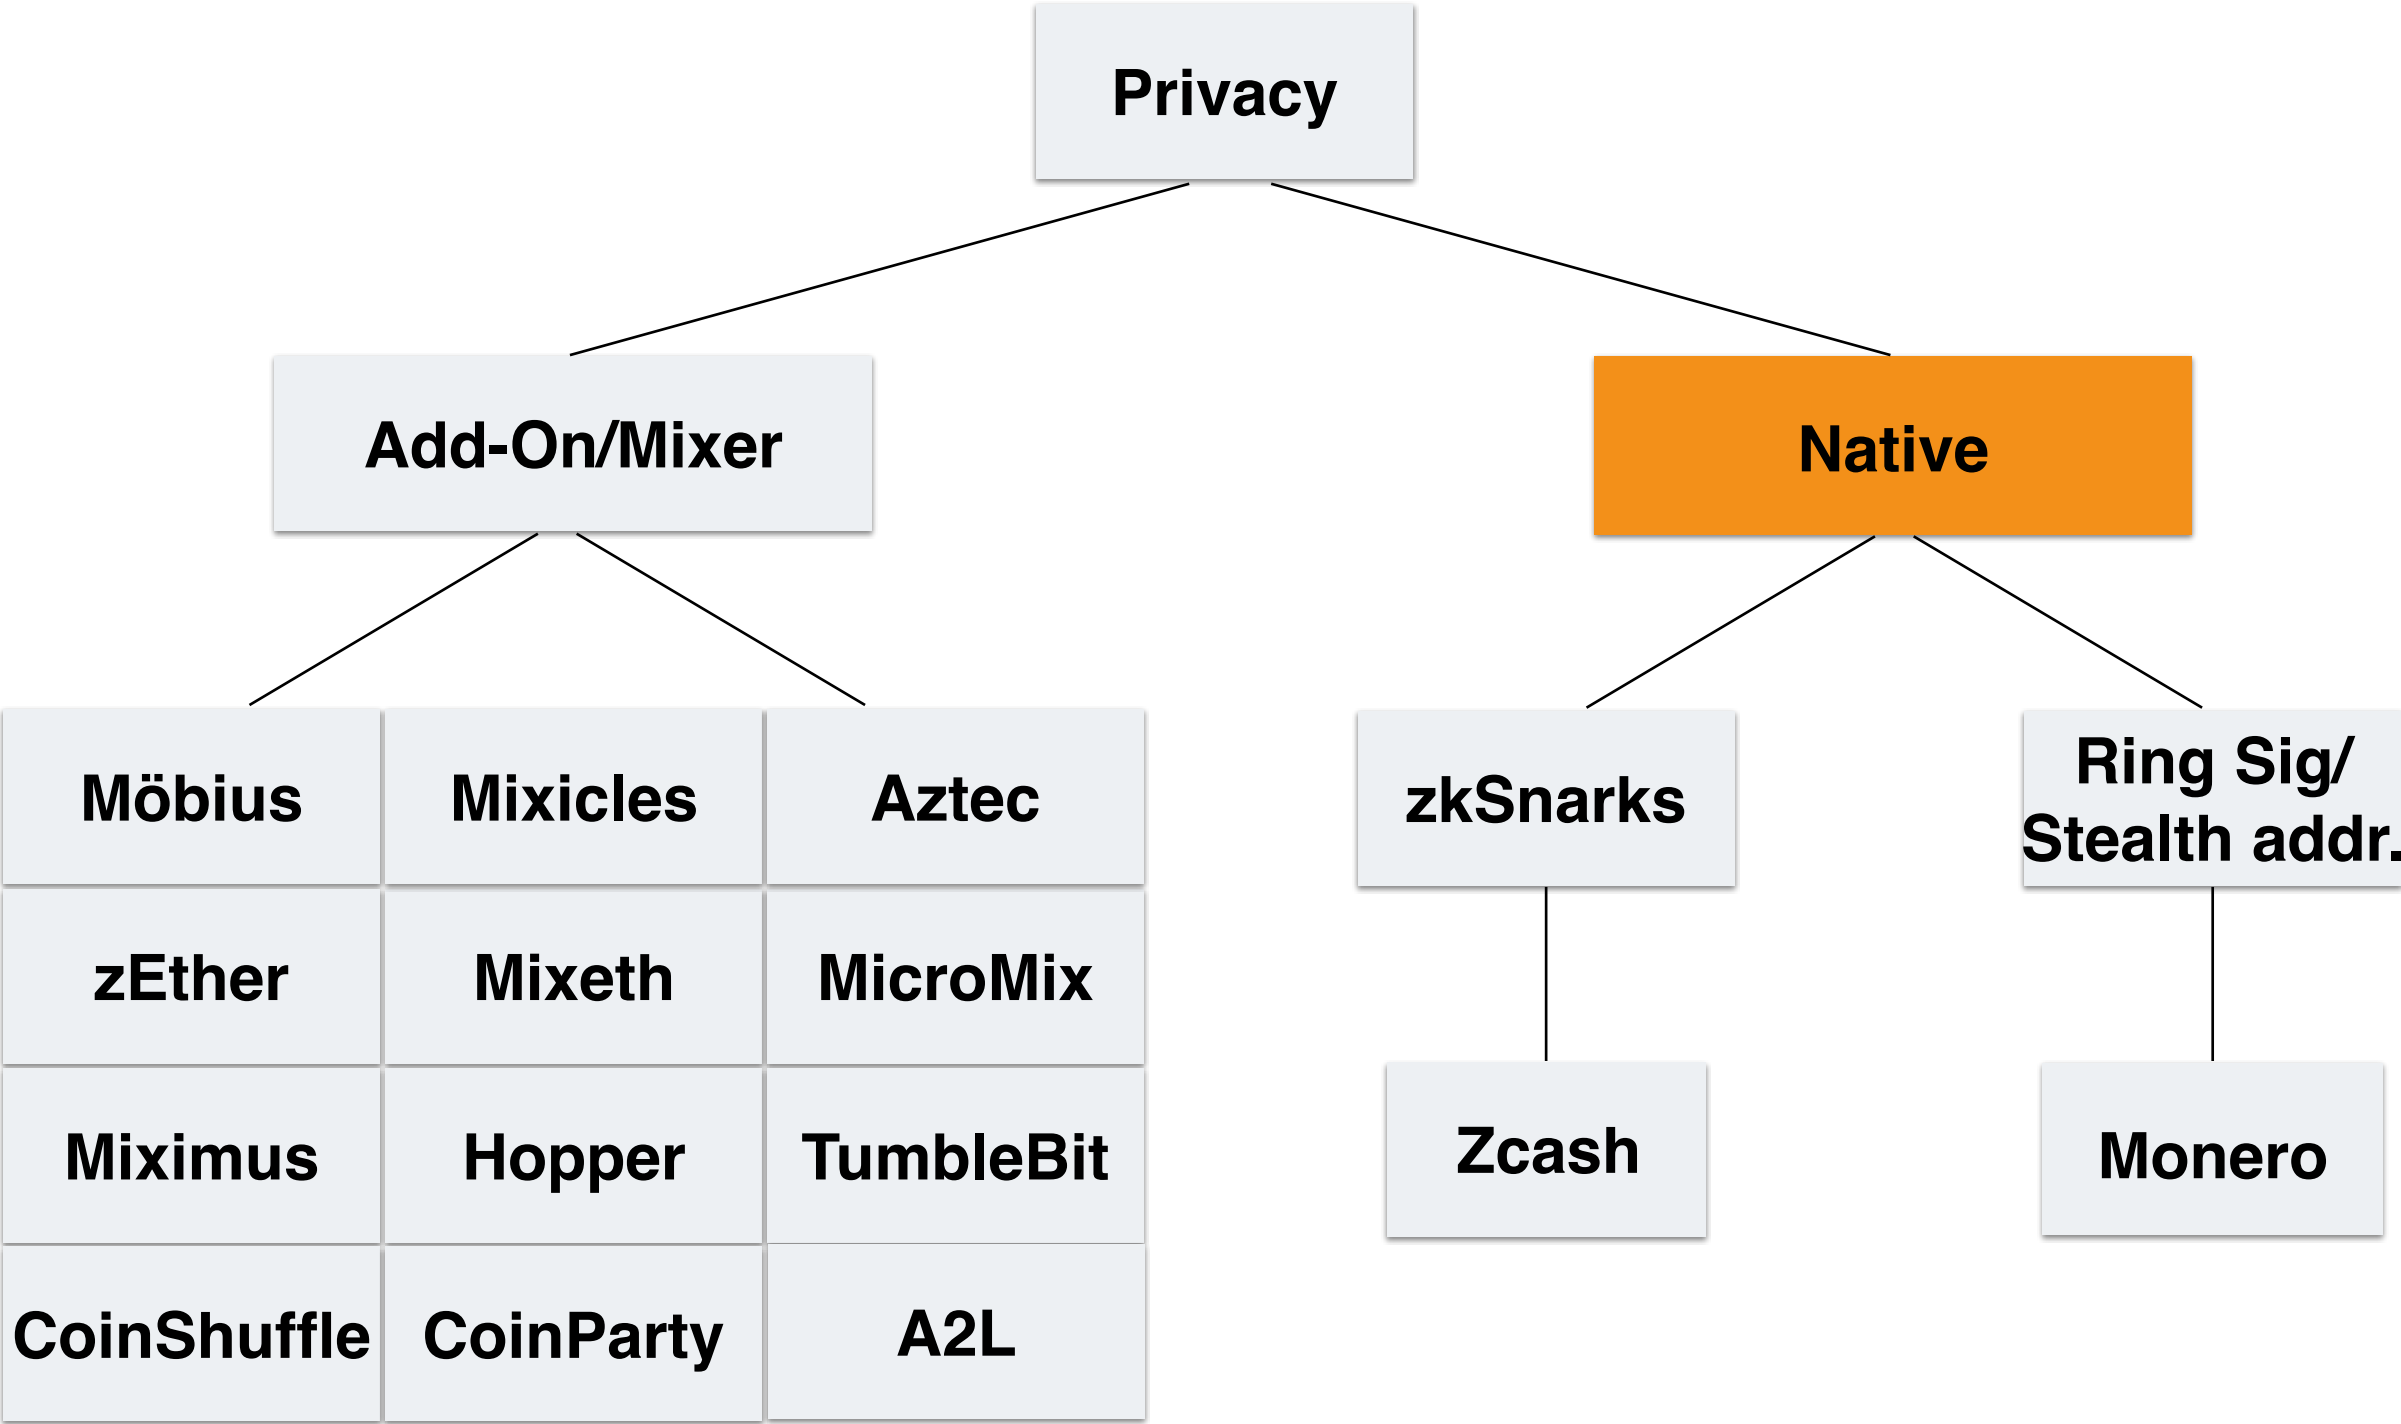 Privacy
Add-On/Mixer
Native
Möbius
Mixicles
Aztec
zkSnarks
Ring Sig/
Stealth addr.
zEther
Mixeth
MicroMix
Miximus
Hopper
TumbleBit
Zcash
Monero
CoinShuffle
CoinParty
A2L